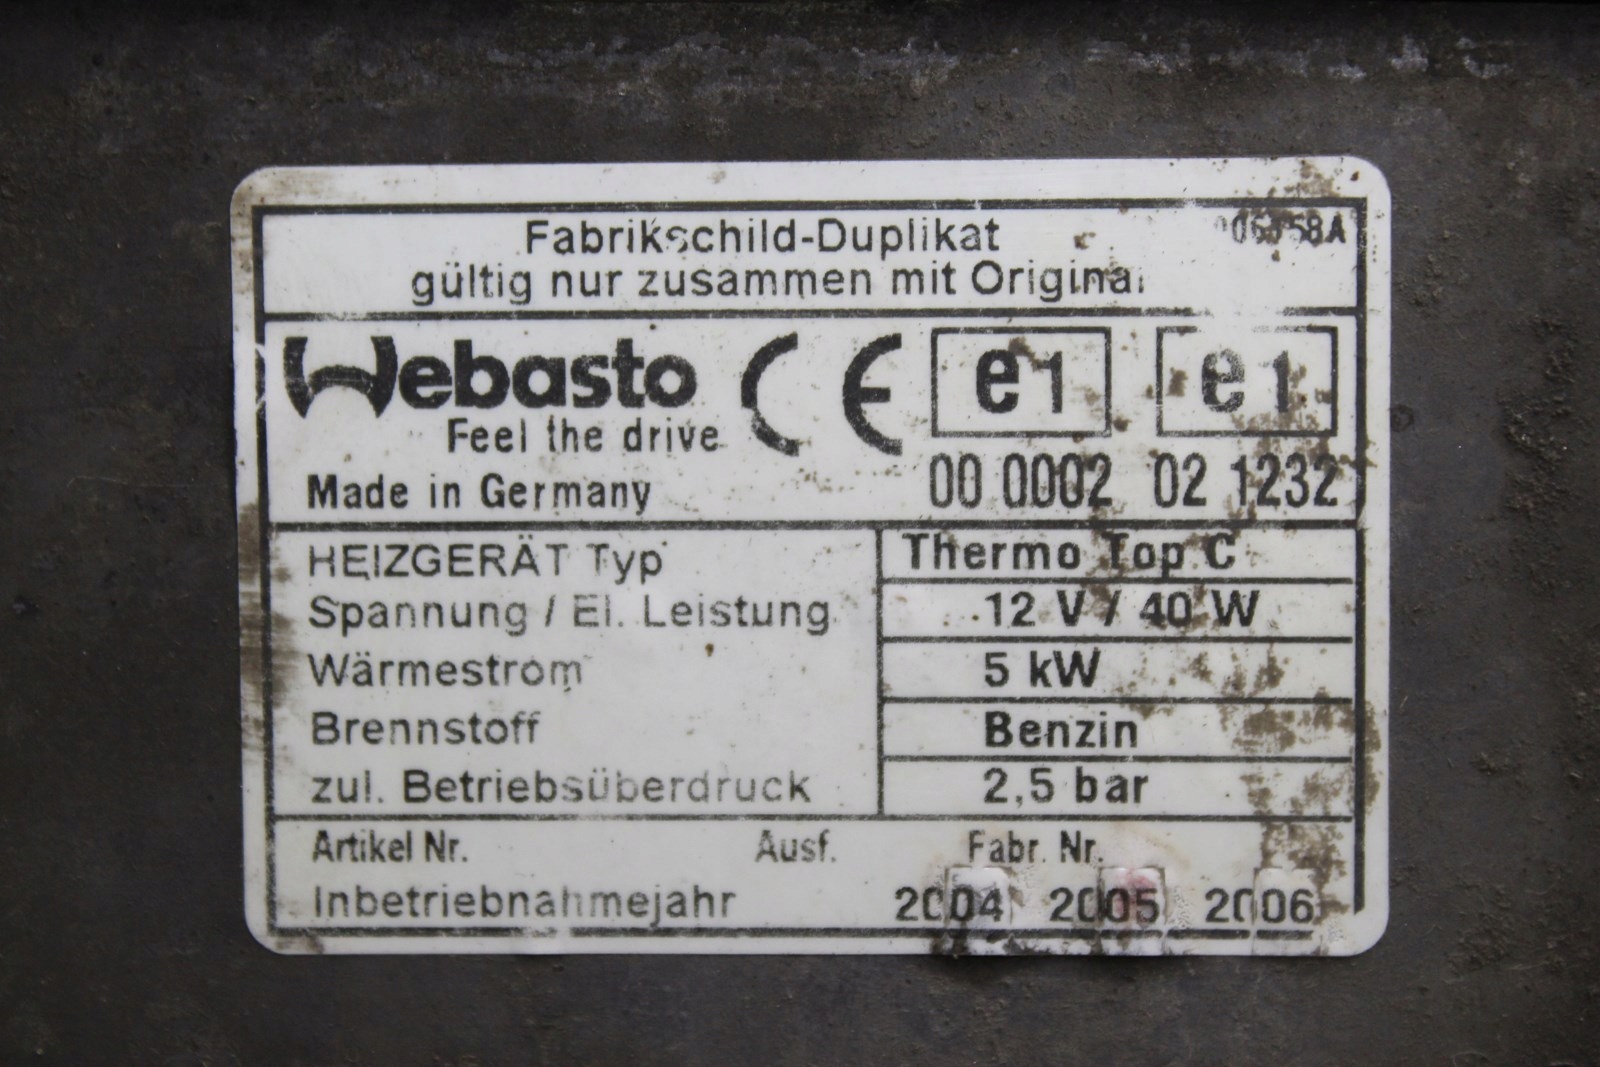 Fabrikschild-Duplikat
gültig nur zusammen mit Original
Webasto
Feel the drive
Made in Germany
CE
e1 e1
00 0002 02 1232
HEIZGERÄT Typ Thermo Top C
Spannung / El. Leistung 12 V / 40 W
Wärmestrom 5 kW
Brennstoff Benzin
zul. Betriebsüberdruck 2,5 bar
Artikel Nr. Ausf. Fabr. Nr.
Inbetriebnahmejahr 2004 2005 2006